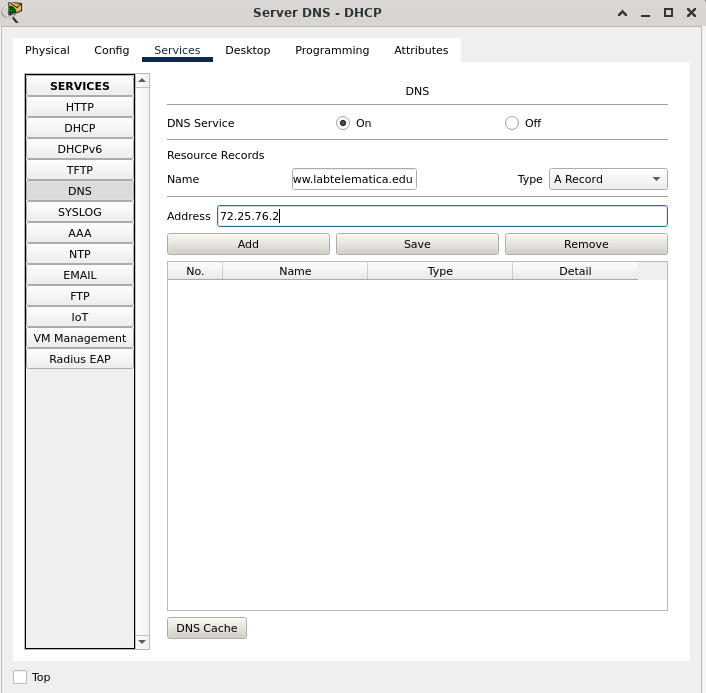 Server DNS - DHCP
Physical Config Services Desktop Programming Attributes
SERVICES
HTTP
DHCP
DHCPv6
TFTP
DNS
SYSLOG
AAA
NTP
EMAIL
FTP
IoT
VM Management
Radius EAP
DNS
DNS Service On Off
Resource Records
Name ww.labtelematica.edu Type A Record
Address 72.25.76.2
Add Save Remove
No. Name Type Detail
DNS Cache
Top